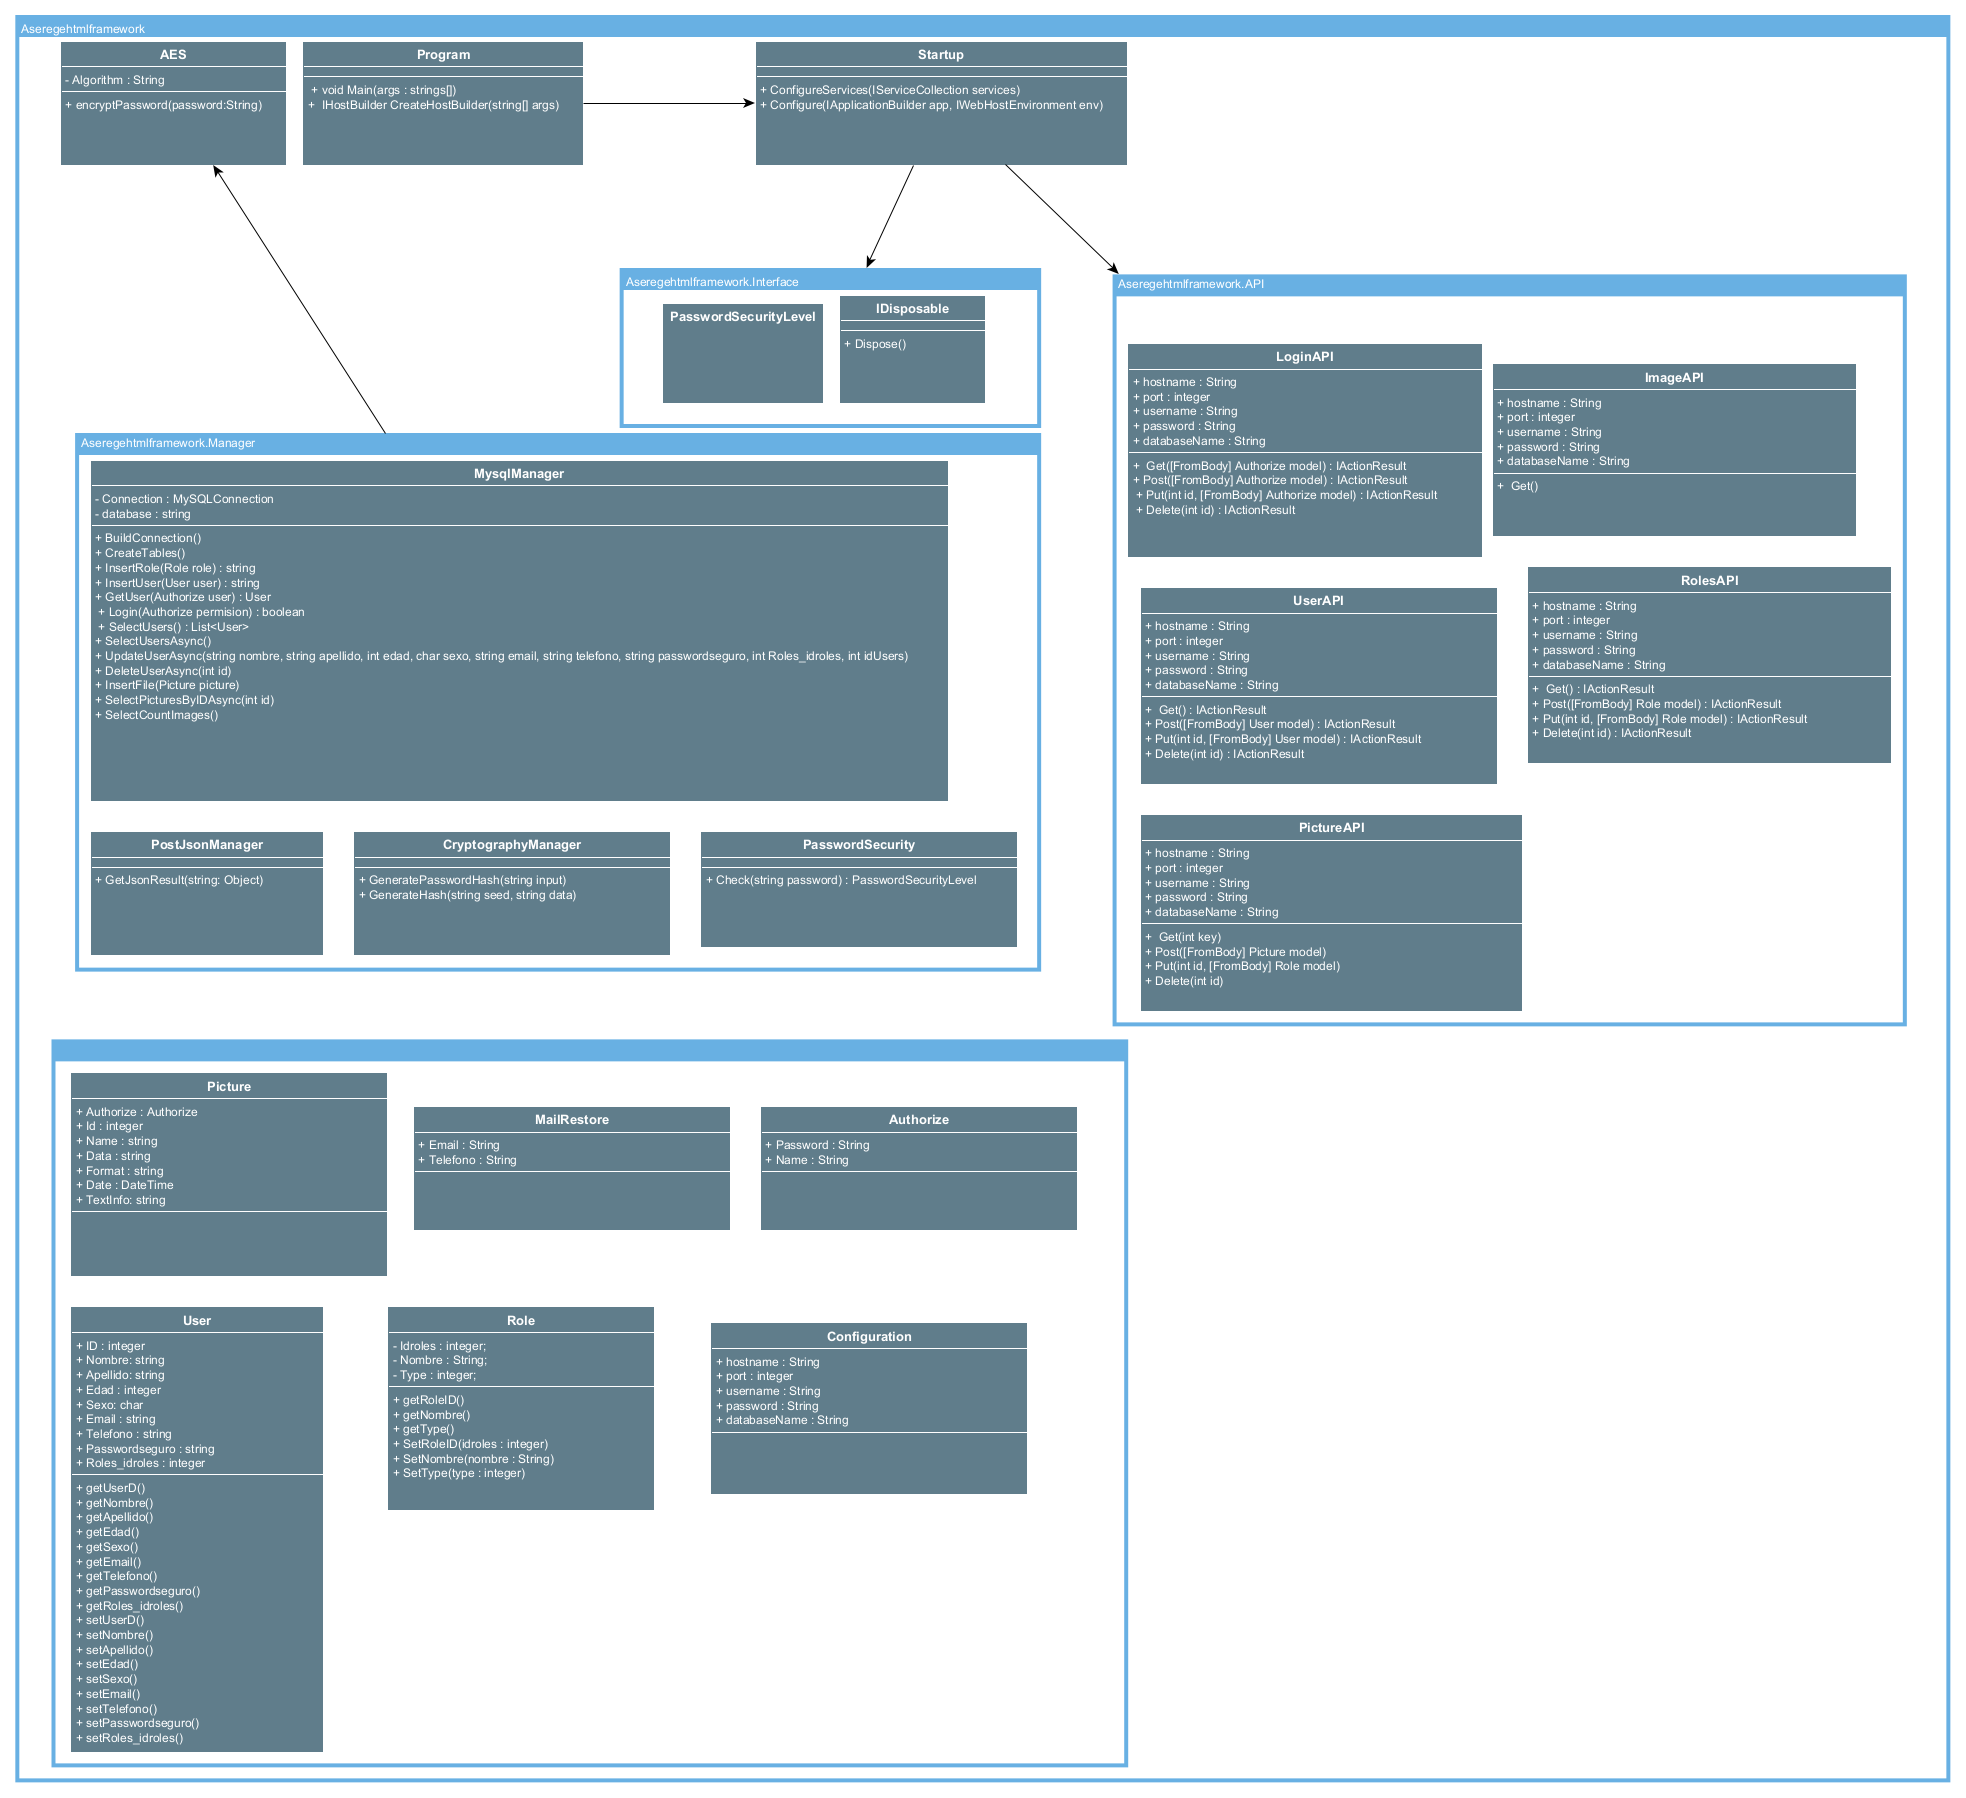 Aseregehtmlframework
AES
- Algorithm : String
+ encryptPassword(password:String)
Program
+ void Main(args : strings[])
+ IHostBuilder CreateHostBuilder(string[] args)
Startup
+ ConfigureServices(IServiceCollection services)
+ Configure(IApplicationBuilder app, IWebHostEnvironment env)
Aseregehtmlframework.Interface
PasswordSecurityLevel
IDisposable
+ Dispose()
Aseregehtmlframework.API
LoginAPI
+ hostname : String
+ port : integer
+ username : String
+ password : String
+ databaseName : String
+ Get([FromBody] Authorize model) : IActionResult
+ Post([FromBody] Authorize model) : IActionResult
+ Put(int id, [FromBody] Authorize model) : IActionResult
+ Delete(int id) : IActionResult
ImageAPI
+ hostname : String
+ port : integer
+ username : String
+ password : String
+ databaseName : String
+ Get()
UserAPI
+ hostname : String
+ port : integer
+ username : String
+ password : String
+ databaseName : String
+ Get() : IActionResult
+ Post([FromBody] User model) : IActionResult
+ Put(int id, [FromBody] User model) : IActionResult
+ Delete(int id) : IActionResult
RolesAPI
+ hostname : String
+ port : integer
+ username : String
+ password : String
+ databaseName : String
+ Get() : IActionResult
+ Post([FromBody] Role model) : IActionResult
+ Put(int id, [FromBody] Role model) : IActionResult
+ Delete(int id) : IActionResult
PictureAPI
+ hostname : String
+ port : integer
+ username : String
+ password : String
+ databaseName : String
+ Get(int key)
+ Post([FromBody] Picture model)
+ Put(int id, [FromBody] Role model)
+ Delete(int id)
Aseregehtmlframework.Manager
MysqlManager
- Connection : MySQLConnection
- database : string
+ BuildConnection()
+ CreateTables()
+ InsertRole(Role role) : string
+ InsertUser(User user) : string
+ GetUser(Authorize user) : User
+ Login(Authorize permision) : boolean
+ SelectUsers() : List<User>
+ SelectUsersAsync()
+ UpdateUserAsync(string nombre, string apellido, int edad, char sexo, string email, string telefono, string passwordseguro, int Roles_idroles, int idUsers)
+ DeleteUserAsync(int id)
+ InsertFile(Picture picture)
+ SelectPicturesByIDAsync(int id)
+ SelectCountImages()
PostJsonManager
+ GetJsonResult(string: Object)
CryptographyManager
+ GeneratePasswordHash(string input)
+ GenerateHash(string seed, string data)
PasswordSecurity
+ Check(string password) : PasswordSecurityLevel
Picture
+ Authorize : Authorize
+ Id : integer
+ Name : string
+ Data : string
+ Format : string
+ Date : DateTime
+ TextInfo: string
MailRestore
+ Email : String
+ Telefono : String
Authorize
+ Password : String
+ Name : String
User
+ ID : integer
+ Nombre: string
+ Apellido: string
+ Edad : integer
+ Sexo: char
+ Email : string
+ Telefono : string
+ Passwordseguro : string
+ Roles_idroles : integer
+ getUserD()
+ getNombre()
+ getApellido()
+ getEdad()
+ getSexo()
+ getEmail()
+ getTelefono()
+ getPasswordseguro()
+ getRoles_idroles()
+ setUserD()
+ setNombre()
+ setApellido()
+ setEdad()
+ setSexo()
+ setEmail()
+ setTelefono()
+ setPasswordseguro()
+ setRoles_idroles()
Role
- Idroles : integer;
- Nombre : String;
- Type : integer;
+ getRoleID()
+ getNombre()
+ getType()
+ SetRoleID(idroles : integer)
+ SetNombre(nombre : String)
+ SetType(type : integer)
Configuration
+ hostname : String
+ port : integer
+ username : String
+ password : String
+ databaseName : String